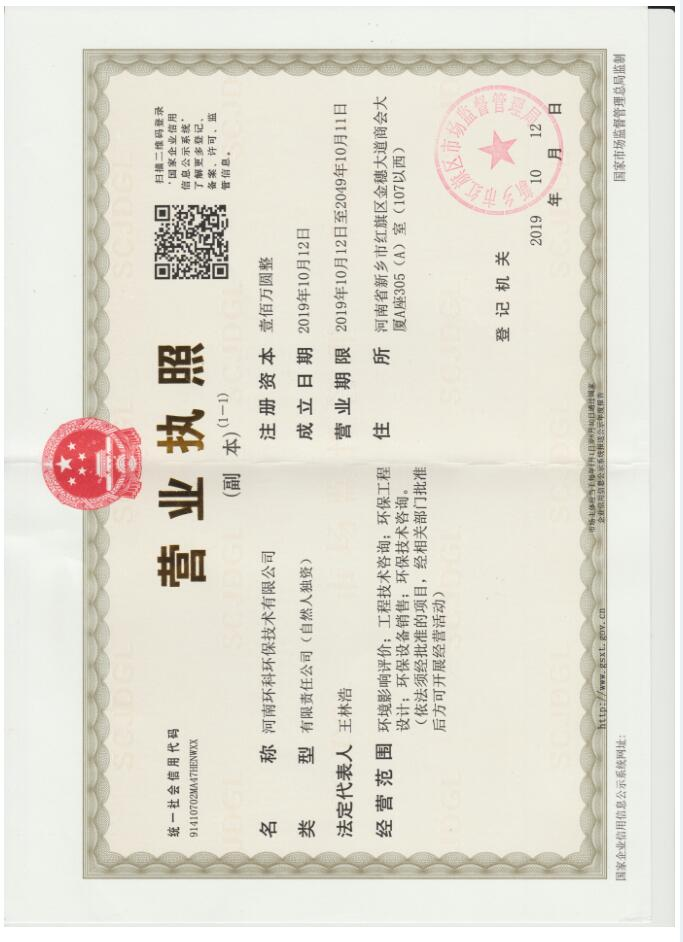 统一社会信用代码
91410702MA47HENWXX
营业执照
(副 本)(1-1)
扫描二维码登录
“国家企业信用
信息公示系统”
了解更多登记、
备案、许可、监
管信息。
名 称 河南环科环保技术有限公司
类 型 有限责任公司（自然人独资）
法定代表人 王林浩
经营范围 环境影响评价；工程技术咨询；环保工程
设计；环保设备销售；环保技术咨询。
（依法须经批准的项目，经相关部门批准
后方可开展经营活动）
注册资本 壹佰万圆整
成立日期 2019年10月12日
营业期限 2019年10月12日至2049年10月11日
住 所 河南省新乡市红旗区金穗大道商会大
厦A座305（A）室（107以西）
登记机关
新乡市红旗区市场监督管理局
2019 年 10 月 12 日
国家企业信用信息公示系统网址：
http://www.gsxt.gov.cn
市场主体应当于每年1月1日至6月30日通过国家
企业信用信息公示系统报送公示年度报告
国家市场监督管理总局监制